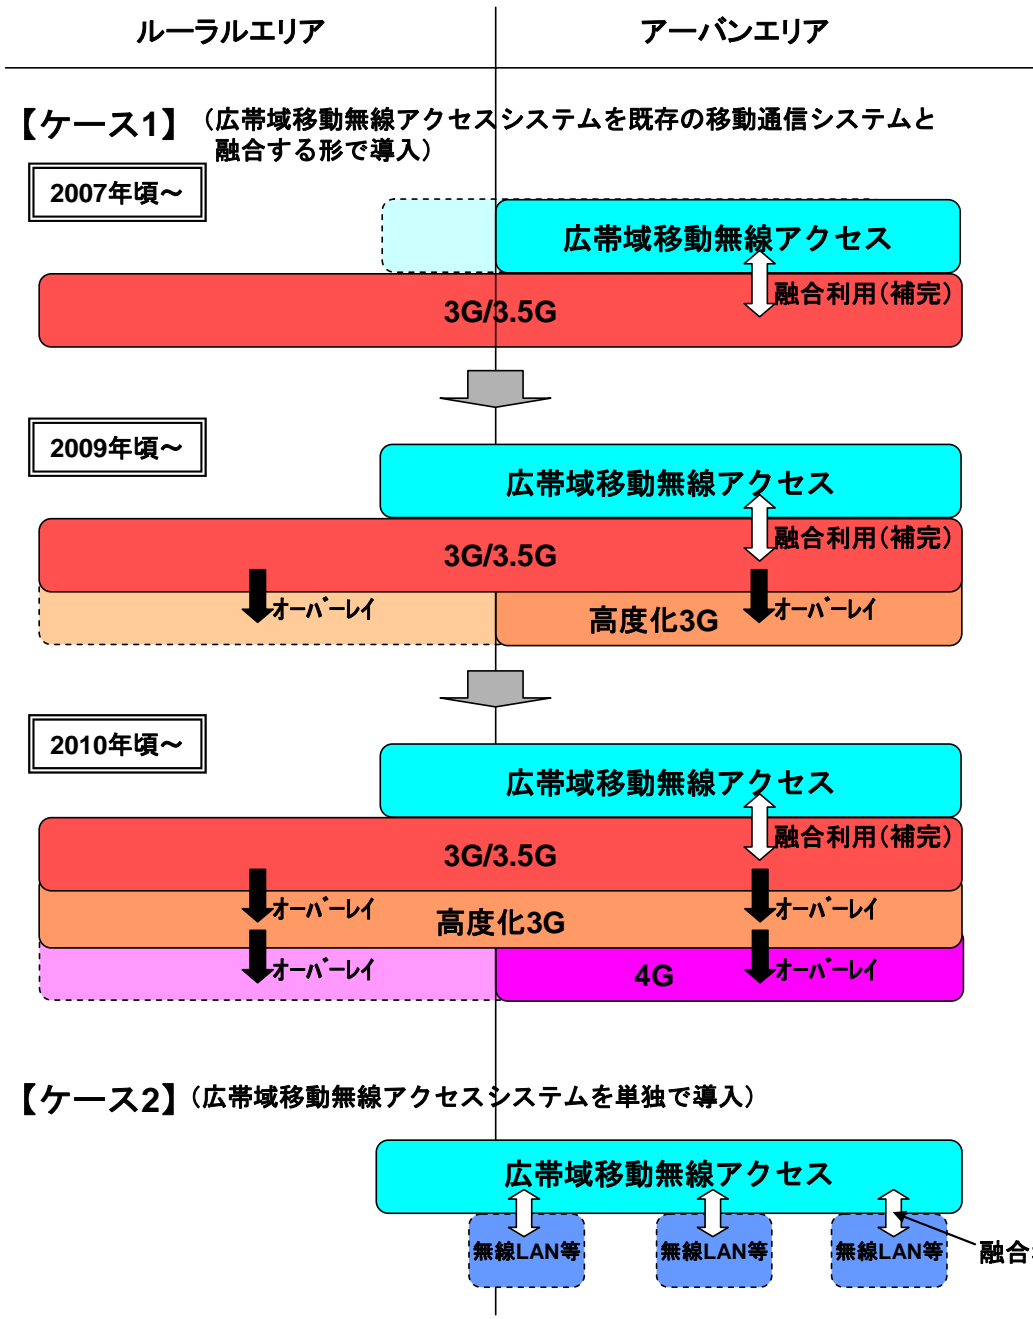 ルーラルエリア
アーバンエリア
【ケース1】（広帯域移動無線アクセスシステムを既存の移動通信システムと
融合する形で導入）
2007年頃～
広帯域移動無線アクセス
融合利用（補完）
3G/3.5G
2009年頃～
広帯域移動無線アクセス
融合利用（補完）
3G/3.5G
ｵｰﾊﾞｰﾚｲ
ｵｰﾊﾞｰﾚｲ
高度化3G
2010年頃～
広帯域移動無線アクセス
融合利用（補完）
3G/3.5G
ｵｰﾊﾞｰﾚｲ
ｵｰﾊﾞｰﾚｲ
高度化3G
ｵｰﾊﾞｰﾚｲ
4G
ｵｰﾊﾞｰﾚｲ
【ケース2】（広帯域移動無線アクセスシステムを単独で導入）
広帯域移動無線アクセス
無線LAN等
無線LAN等
無線LAN等
融合